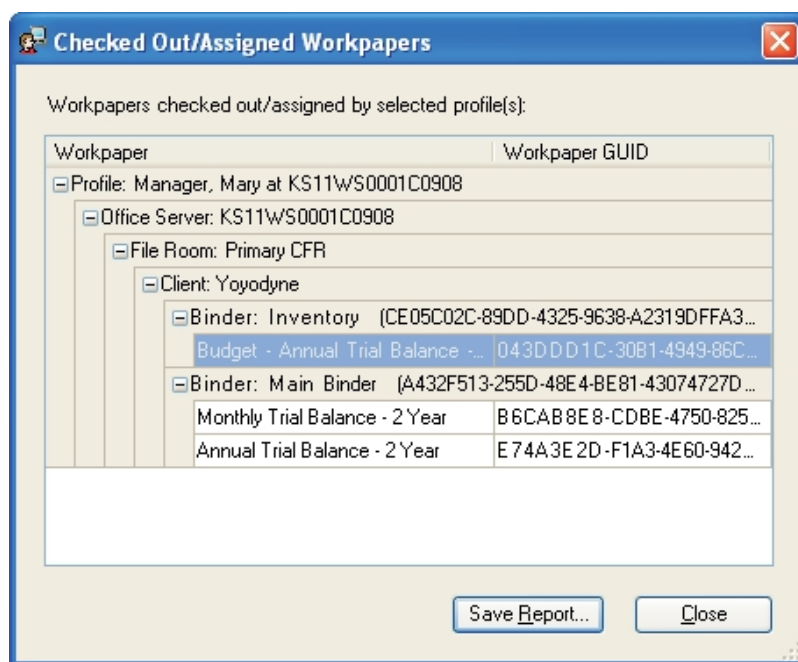 Checked Out/Assigned Workpapers
Workpapers checked out/assigned by selected profile(s):
Workpaper Workpaper GUID
Profile: Manager, Mary at KS11WS0001C0908
Office Server: KS11WS0001C0908
File Room: Primary CFR
Client: Yoyodyne
Binder: Inventory (CE05C02C-89DD-4325-9638-A2319DFFA3...
Budget - Annual Trial Balance -... 043DDD1C-30B1-4949-86C...
Binder: Main Binder (A432F513-255D-48E4-BE81-43074727D...
Monthly Trial Balance - 2 Year B6CAB8E8-CDBE-4750-825...
Annual Trial Balance - 2 Year E74A3E2D-F1A3-4E60-942...
Save Report... Close